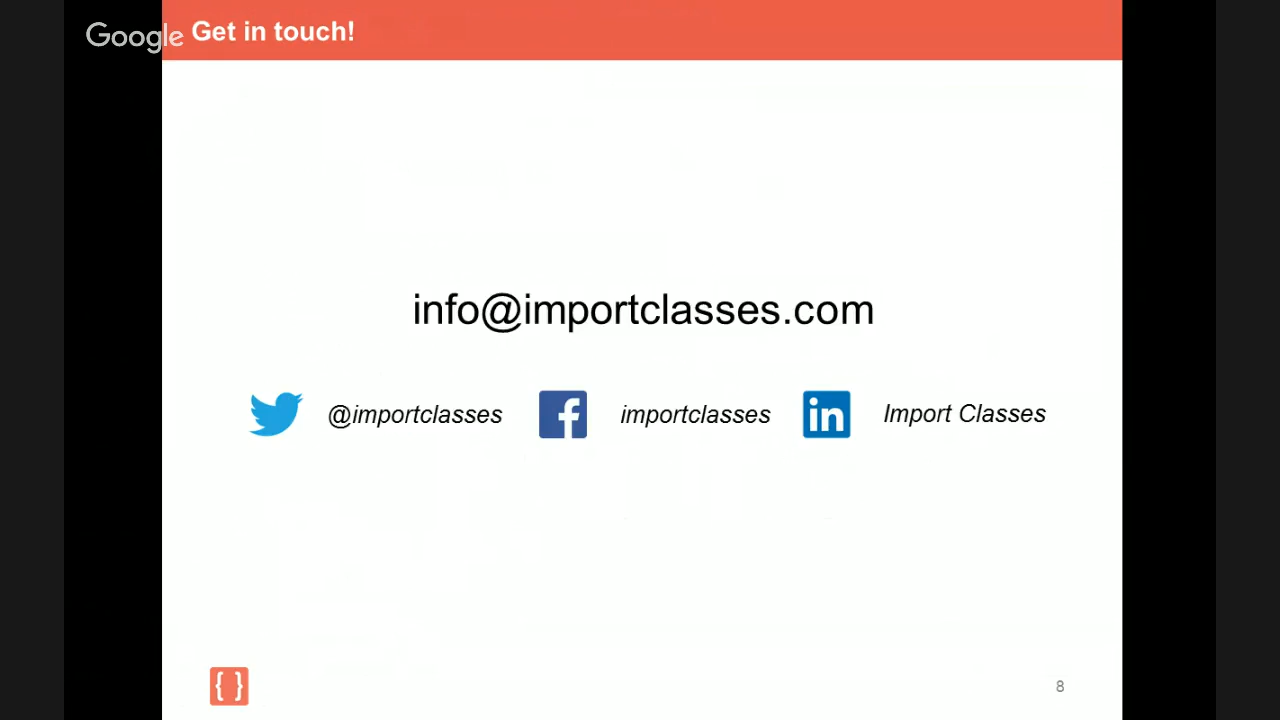 Google
Get in touch!
info@importclasses.com
@importclasses importclasses Import Classes
{ }
8